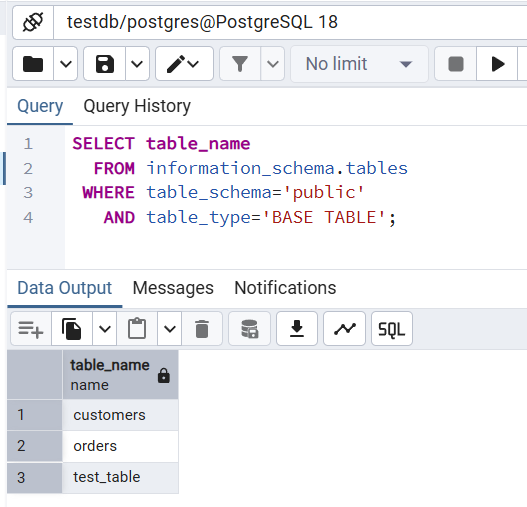 testdb/postgres@PostgreSQL 18
No limit
Query Query History
1 SELECT table_name
2 FROM information_schema.tables
3 WHERE table_schema='public'
4 AND table_type='BASE TABLE';
Data Output Messages Notifications
SQL
table_name
name
1 customers
2 orders
3 test_table